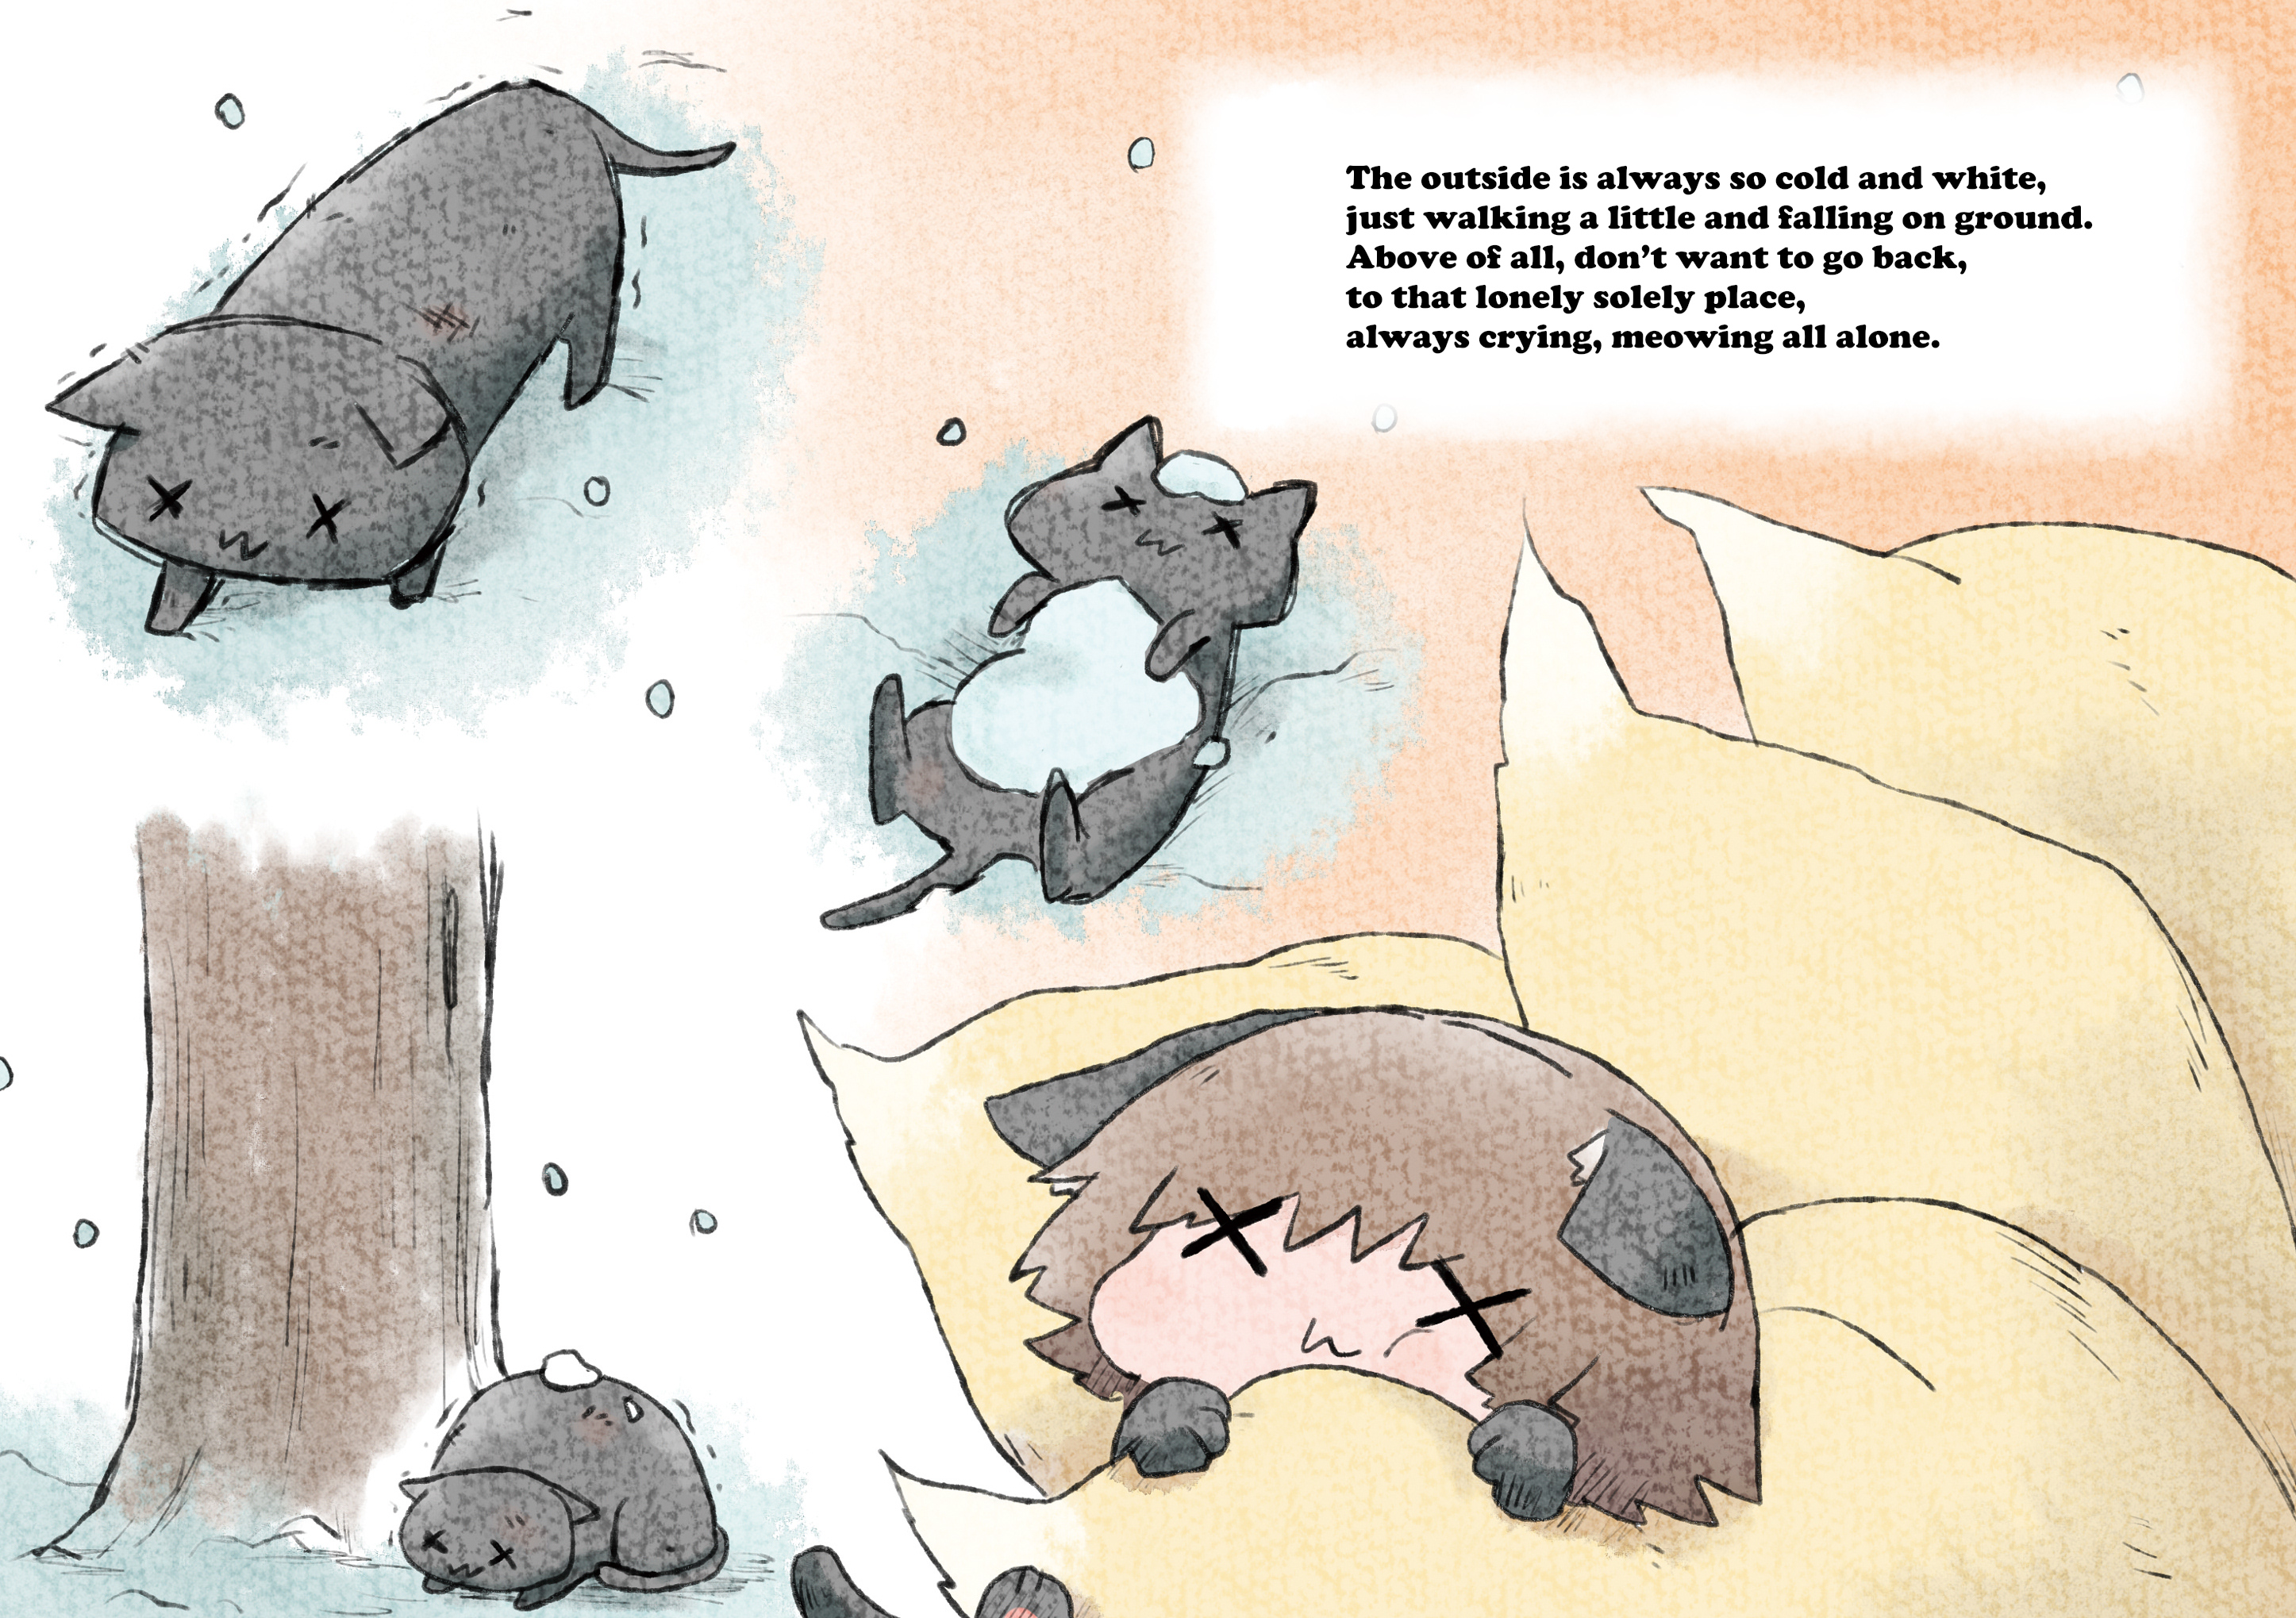 The outside is always so cold and white,
just walking a little and falling on ground.
Above of all, don’t want to go back,
to that lonely solely place,
always crying, meowing all alone.